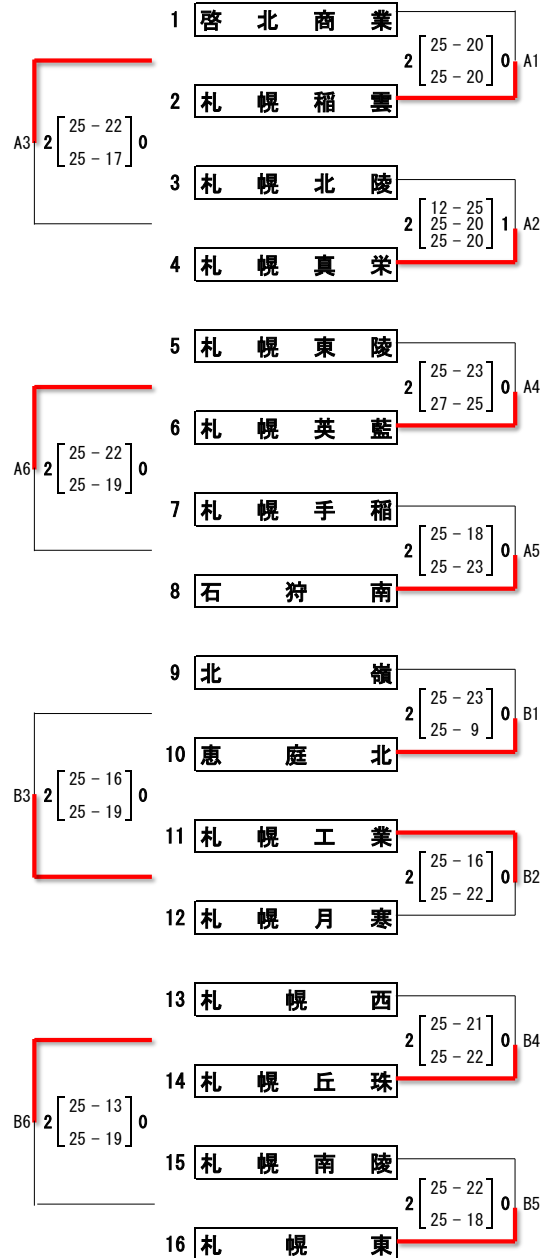 1 啓北商業
2 25-20 0 A1
25-20
2 札幌稲雲
A3 2 25-22 0
25-17
3 札幌北陵
12-25
2 25-20 1 A2
25-20
4 札幌真栄
5 札幌東陵
2 25-23 0 A4
27-25
6 札幌英藍
A6 2 25-22 0
25-19
7 札幌手稲
2 25-18 0 A5
25-23
8 石狩南
9 北嶺
2 25-23 0 B1
25-9
10 恵庭北
B3 2 25-16 0
25-19
11 札幌工業
2 25-16 0 B2
25-22
12 札幌月寒
13 札幌西
2 25-21 0 B4
25-22
14 札幌丘珠
B6 2 25-13 0
25-19
15 札幌南陵
2 25-22 0 B5
25-18
16 札幌東